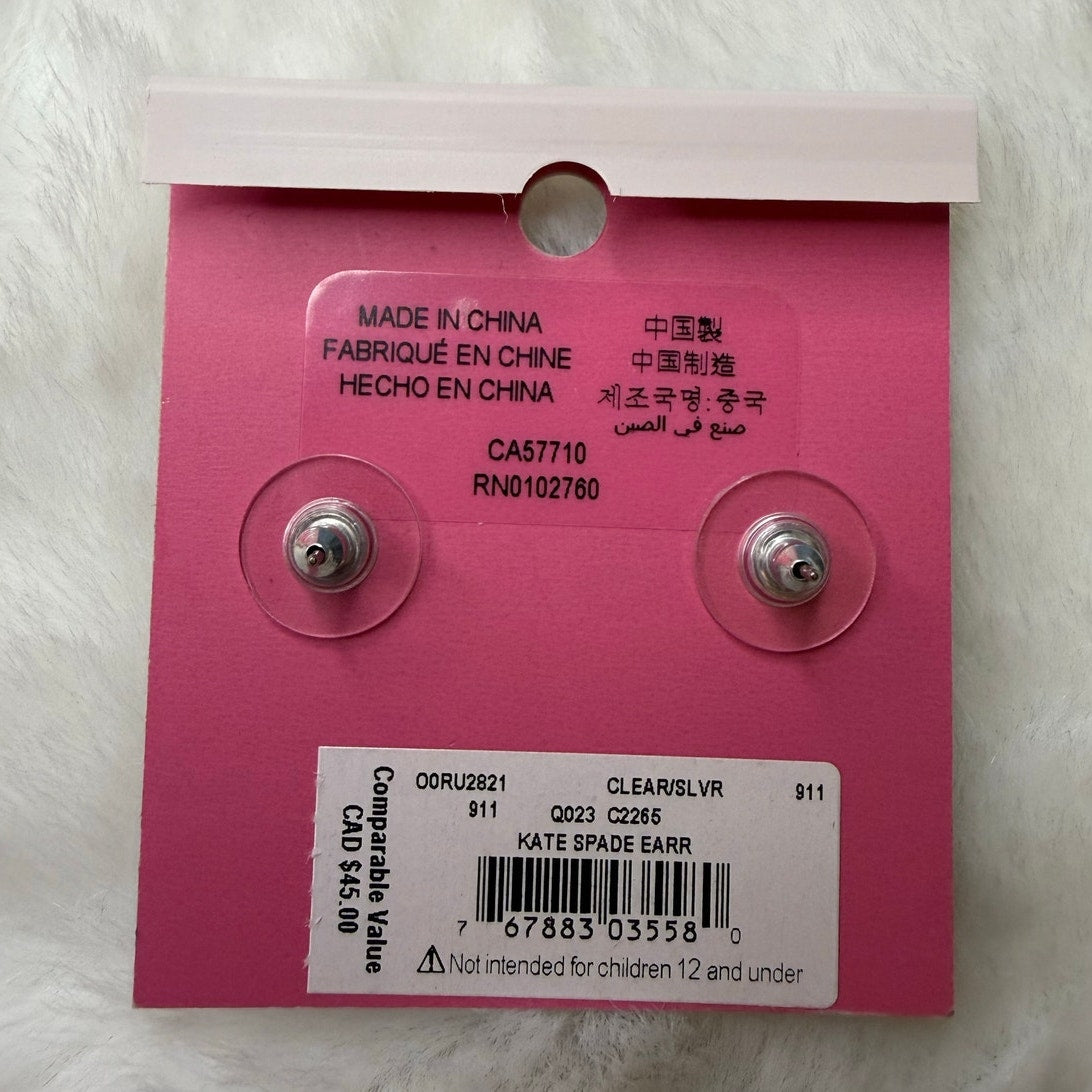 MADE IN CHINA
FABRIQUÉ EN CHINE
HECHO EN CHINA
中国製
中国制造
제조국명:중국
صنع في الصين
CA57710
RN0102760
O0RU2821 CLEAR/SLVR 911
911 Q023 C2265
KATE SPADE EARR
7 67883 03558 0
Not intended for children 12 and under
Comparable Value
CAD $45.00